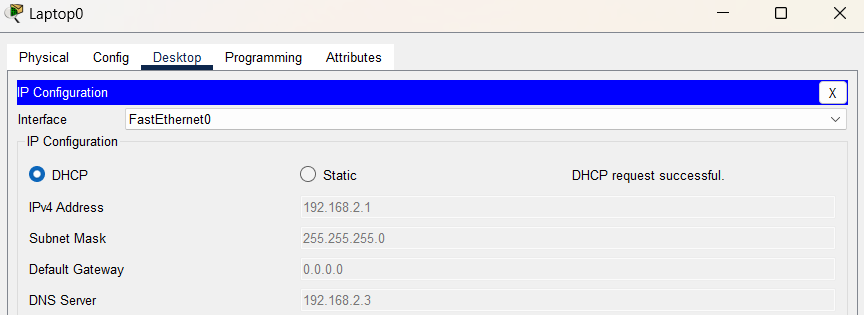 Laptop0
Physical Config Desktop Programming Attributes
IP Configuration X
Interface FastEthernet0
IP Configuration
DHCP Static DHCP request successful.
IPv4 Address 192.168.2.1
Subnet Mask 255.255.255.0
Default Gateway 0.0.0.0
DNS Server 192.168.2.3